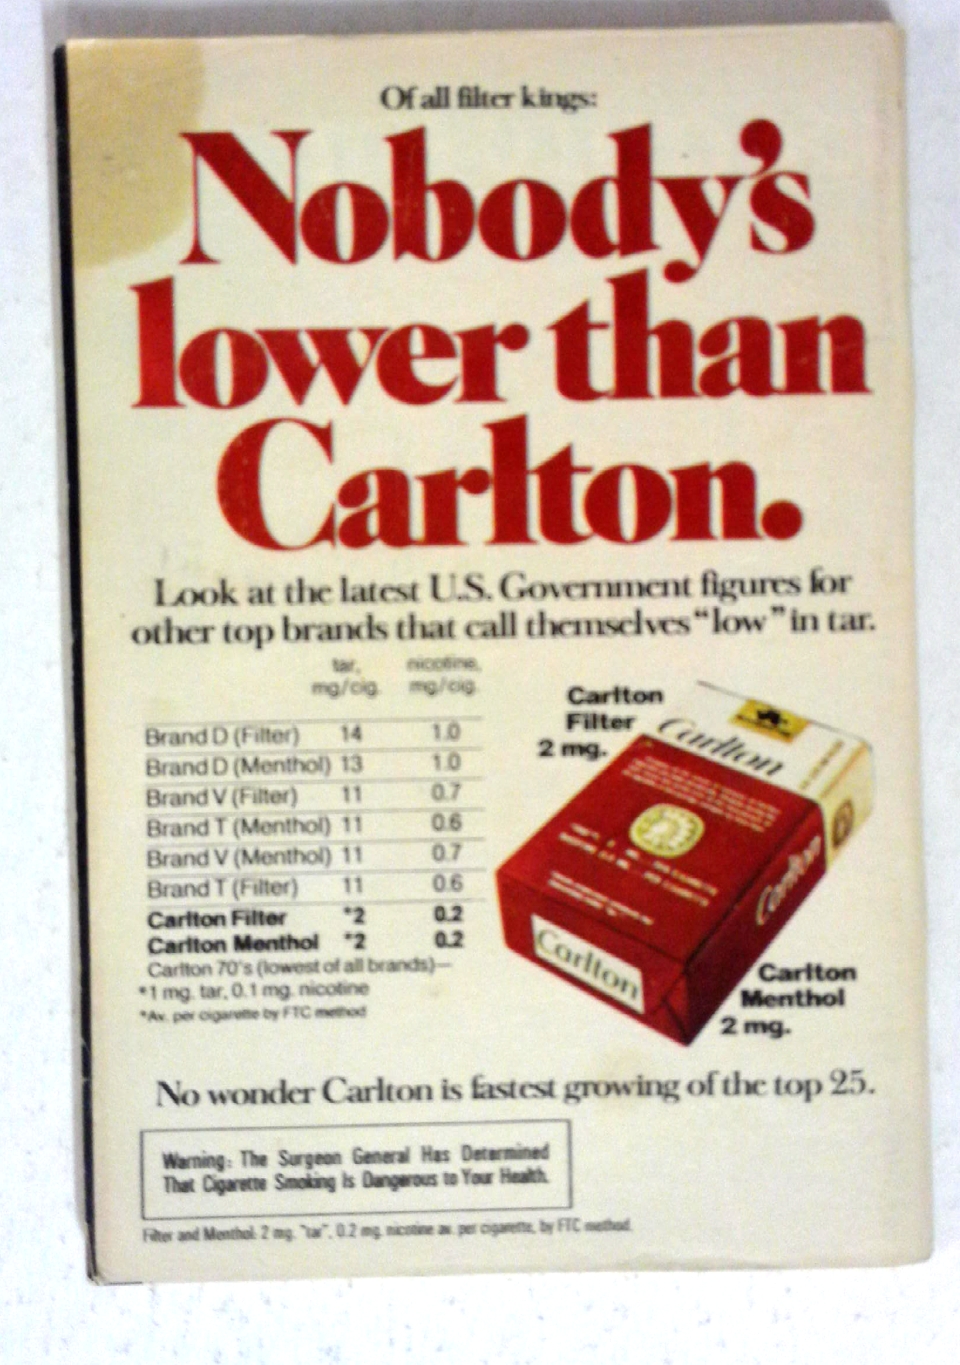 Of all filter kings:
Nobody's
lower than
Carlton.
Look at the latest U.S. Government figures for
other top brands that call themselves "low" in tar.
tar, nicotine,
mg/cig. mg/cig.
Brand D (Filter) 14 1.0
Brand D (Menthol) 13 1.0
Brand V (Filter) 11 0.7
Brand T (Menthol) 11 0.6
Brand V (Menthol) 11 0.7
Brand T (Filter) 11 0.6
Carlton Filter *2 0.2
Carlton Menthol *2 0.2
Carlton 70's (lowest of all brands)—
*1 mg. tar, 0.1 mg. nicotine
*Av. per cigarette by FTC method
Carlton
Filter
2 mg.
Carlton
Carlton
Carlton
Carlton
Menthol
2 mg.
No wonder Carlton is fastest growing of the top 25.
Warning: The Surgeon General Has Determined
That Cigarette Smoking Is Dangerous to Your Health.
Filter and Menthol: 2 mg. "tar", 0.2 mg. nicotine av. per cigarette, by FTC method.